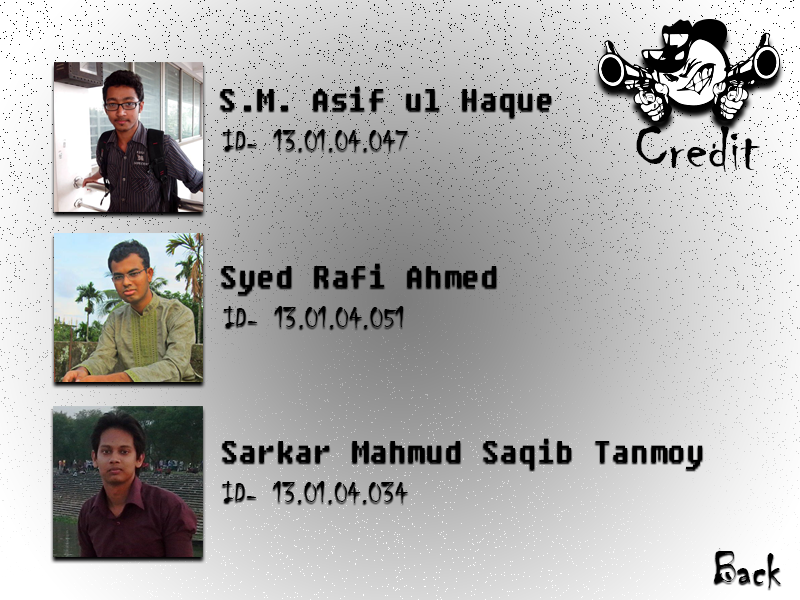 Credit
S.M. Asif ul Haque
ID- 13.01.04.047
Syed Rafi Ahmed
ID- 13.01.04.051
Sarkar Mahmud Saqib Tanmoy
ID- 13.01.04.034
Back